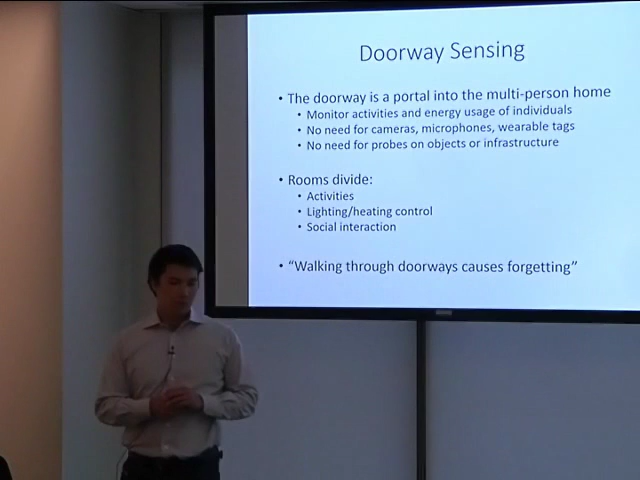 Doorway Sensing
• The doorway is a portal into the multi-person home
• Monitor activities and energy usage of individuals
• No need for cameras, microphones, wearable tags
• No need for probes on objects or infrastructure
• Rooms divide:
• Activities
• Lighting/heating control
• Social interaction
• “Walking through doorways causes forgetting”